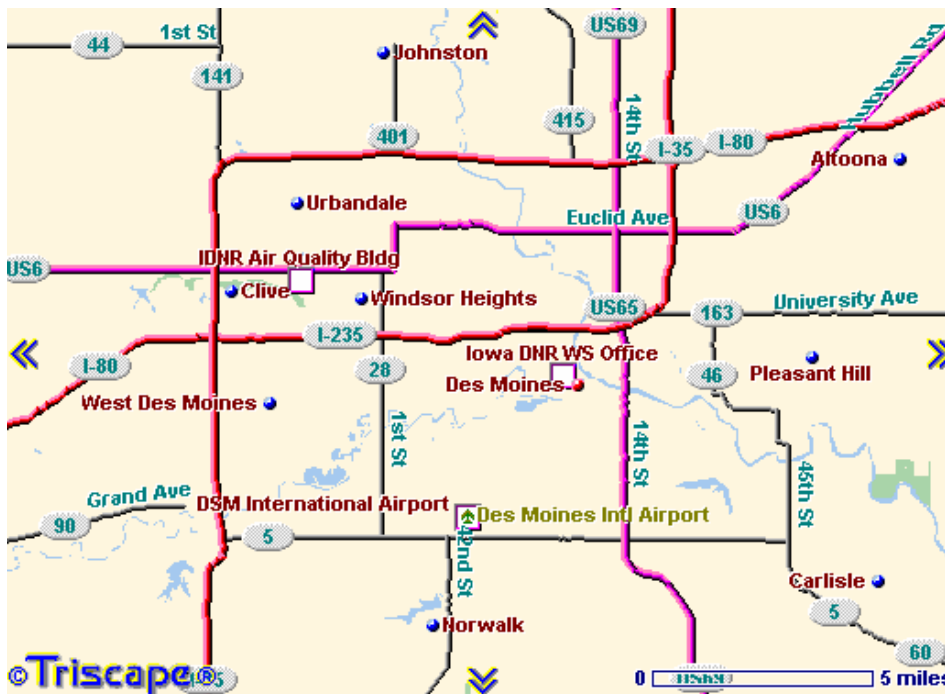 1st St
US69
44
Johnston
Hubbell Rd
141
14th St
401
415
I-35
I-80
Altoona
Urbandale
Euclid Ave
US6
IDNR Air Quality Bldg
US6
Clive
Windsor Heights
US65
163
University Ave
I-235
Iowa DNR WS Office
I-80
28
Des Moines
46
Pleasant Hill
West Des Moines
1st St
14th St
45th St
Grand Ave
DSM International Airport
Des Moines Intl Airport
90
5
42nd St
Carlisle
5
Norwalk
60
©Triscape®
0
5 miles